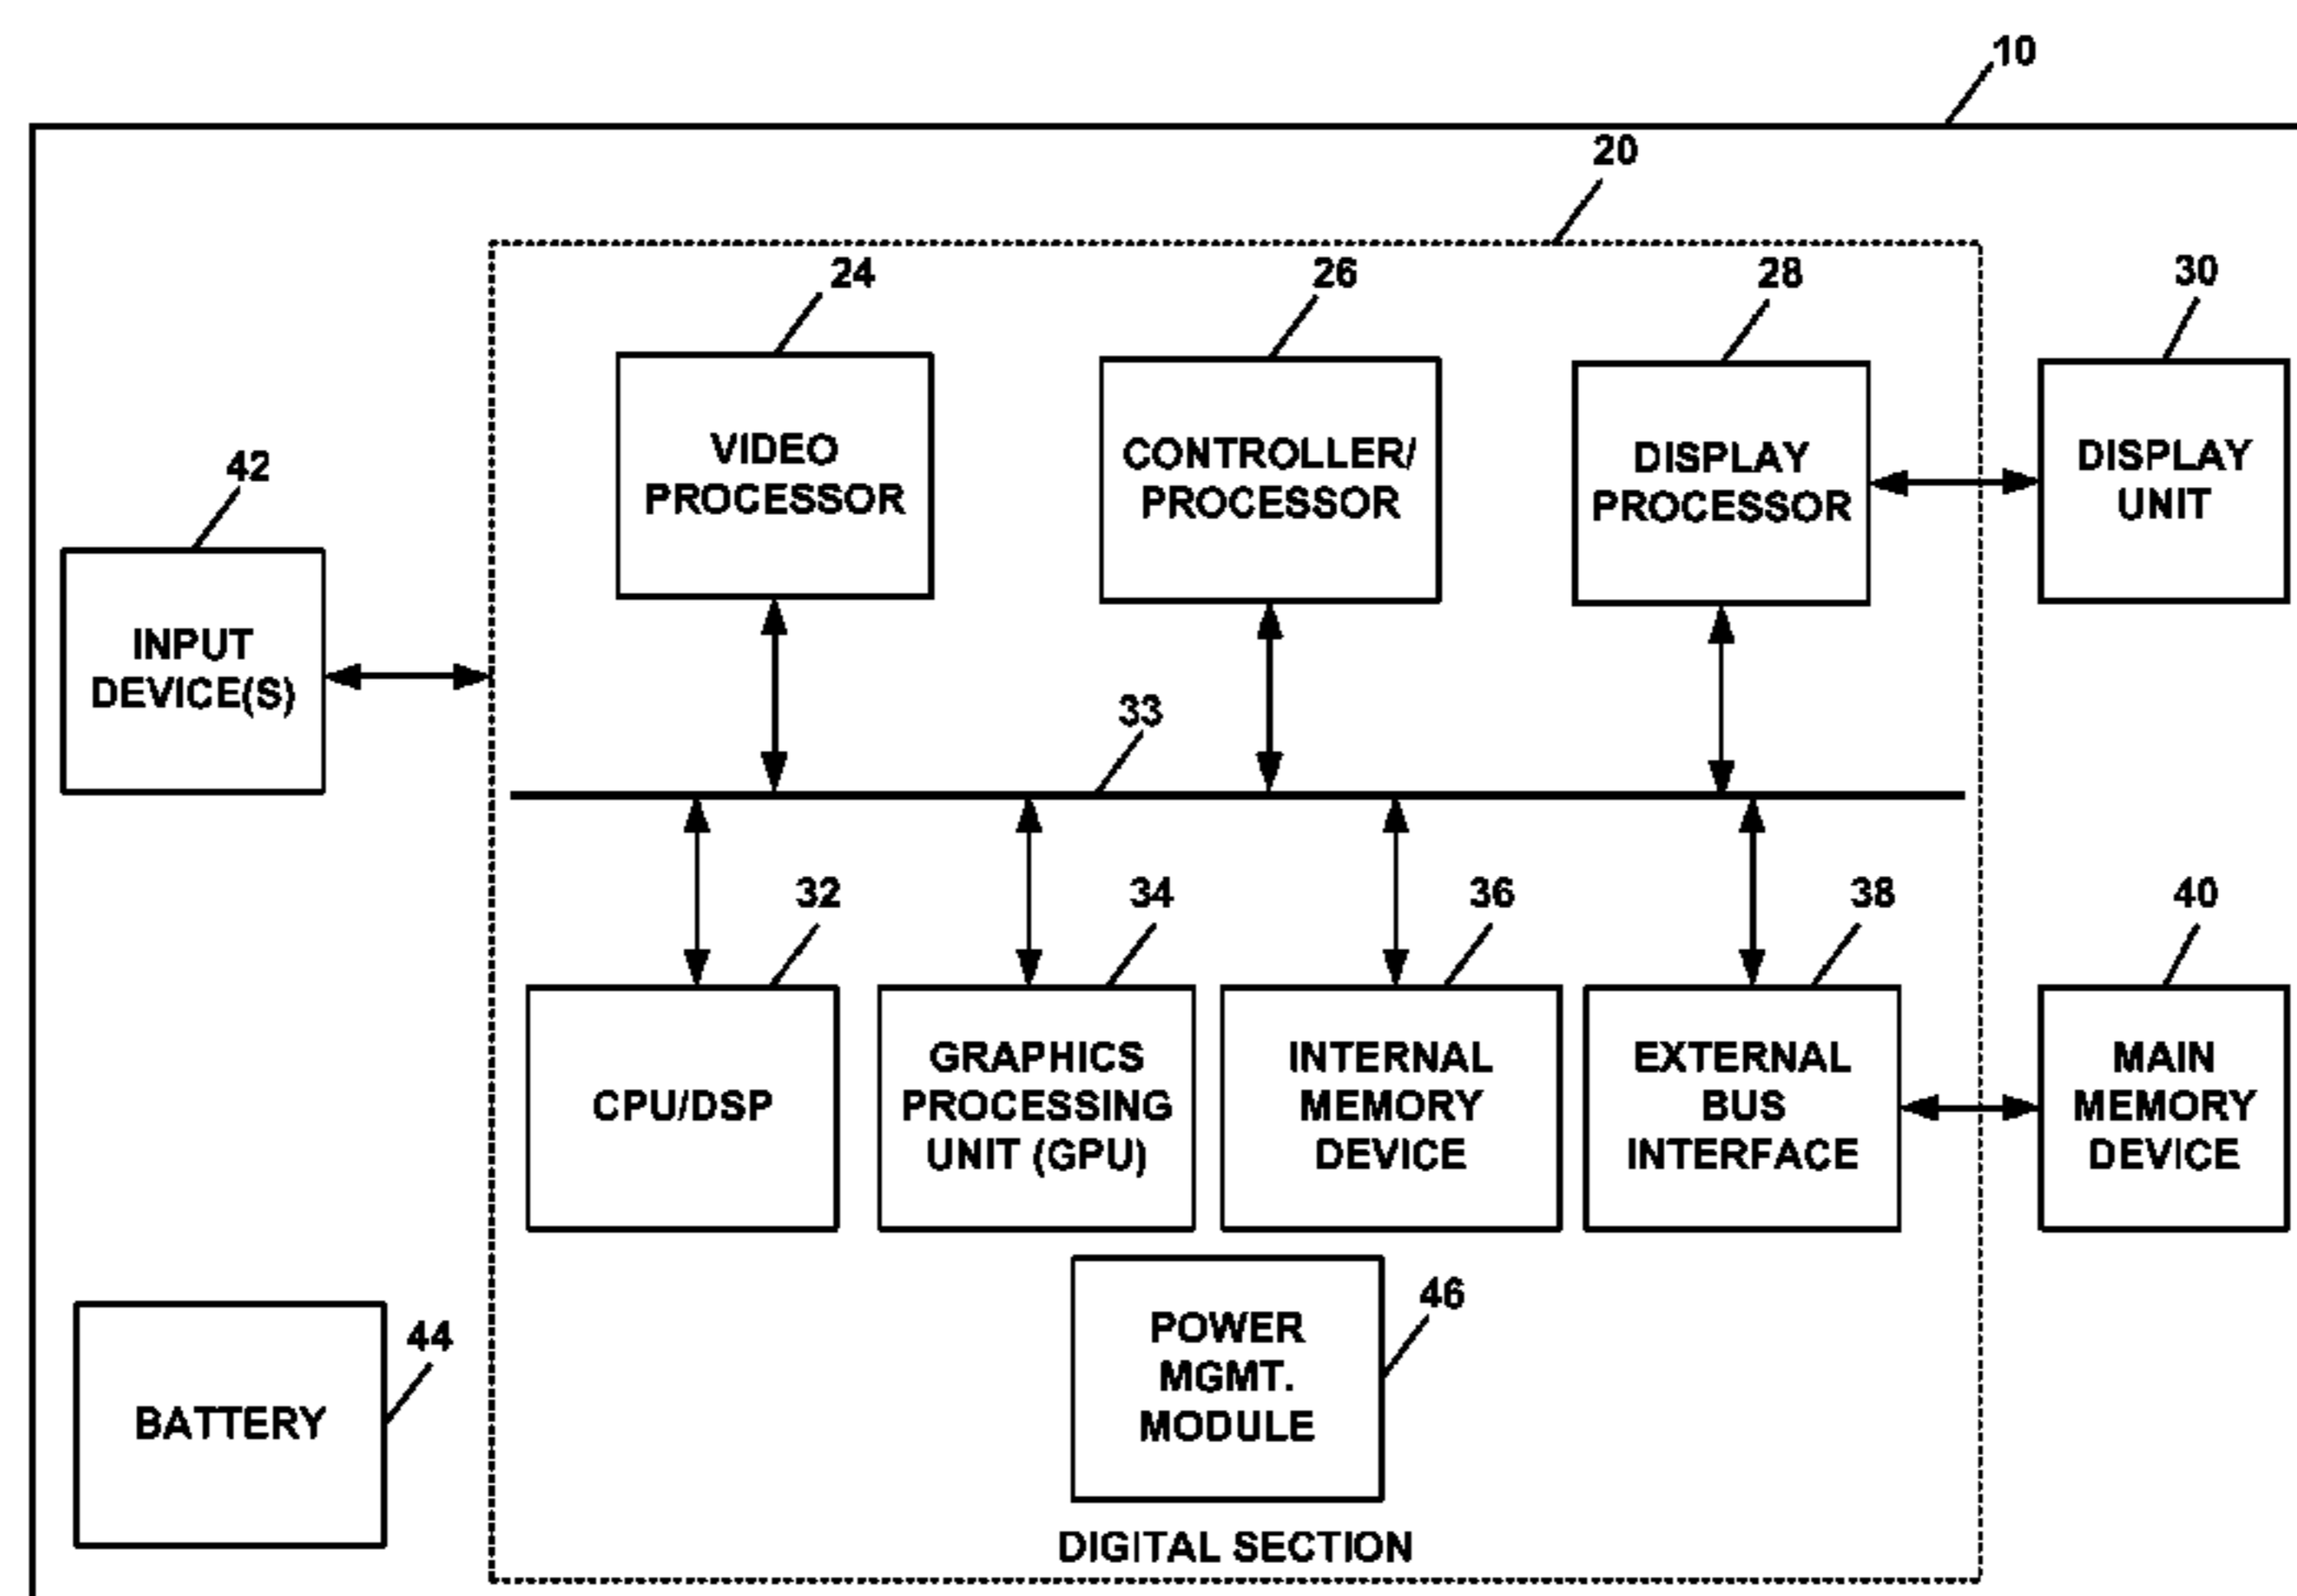 10
20
24
26
28
30
VIDEO
PROCESSOR
CONTROLLER/
PROCESSOR
DISPLAY
PROCESSOR
DISPLAY
UNIT
42
INPUT
DEVICE(S)
33
32
34
36
38
40
CPU/DSP
GRAPHICS
PROCESSING
UNIT (GPU)
INTERNAL
MEMORY
DEVICE
EXTERNAL
BUS
INTERFACE
MAIN
MEMORY
DEVICE
46
POWER
MGMT.
MODULE
44
BATTERY
DIGITAL SECTION